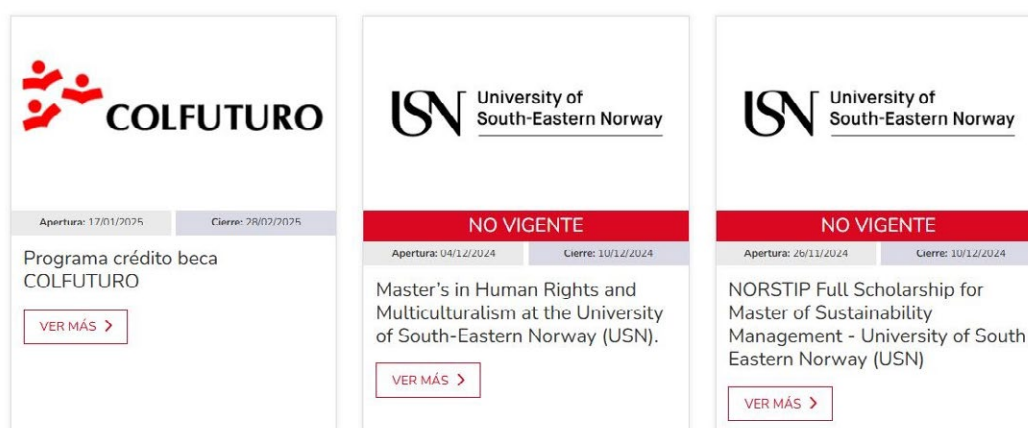 COLFUTURO
Apertura: 17/01/2025
Cierre: 28/02/2025
Programa crédito beca
COLFUTURO
VER MÁS
USN
University of
South-Eastern Norway
NO VIGENTE
Apertura: 04/12/2024
Cierre: 10/12/2024
Master's in Human Rights and
Multiculturalism at the University
of South-Eastern Norway (USN).
VER MÁS
USN
University of
South-Eastern Norway
NO VIGENTE
Apertura: 26/11/2024
Cierre: 10/12/2024
NORSTIP Full Scholarship for
Master of Sustainability
Management - University of South
Eastern Norway (USN)
VER MÁS